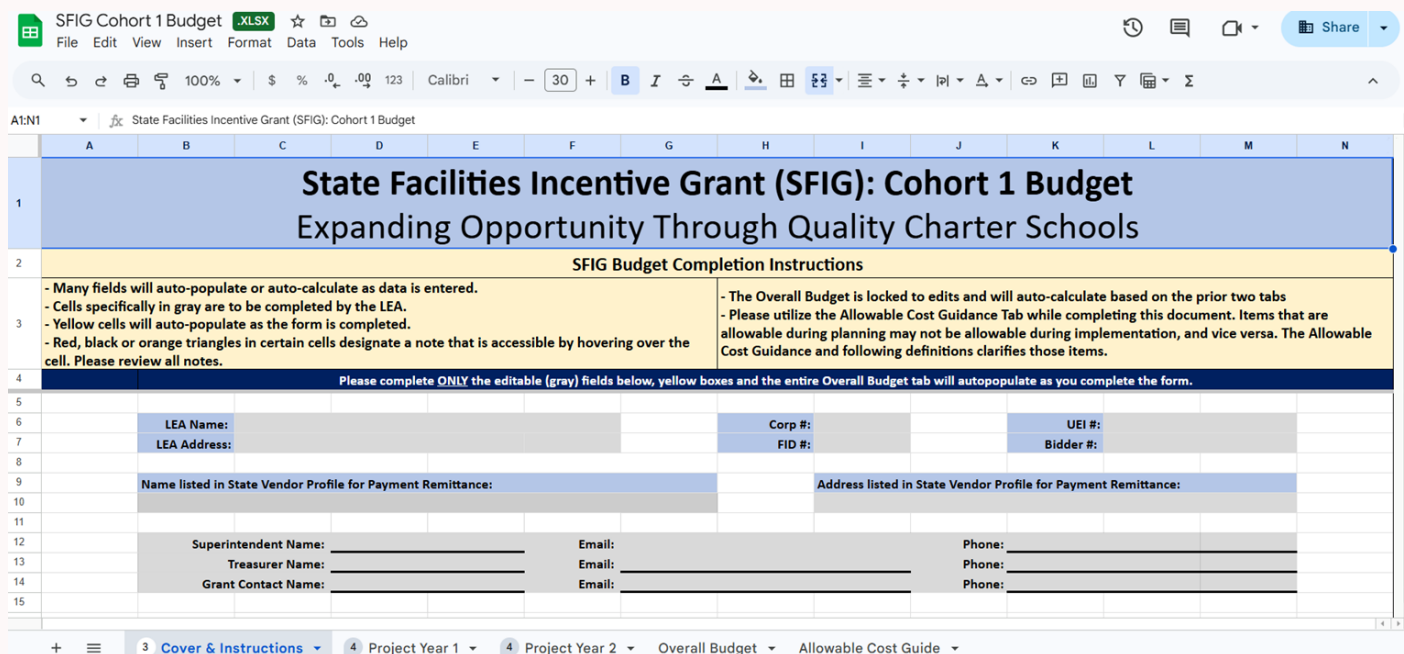 SFIG Cohort 1 Budget .XLSX
File Edit View Insert Format Data Tools Help
Share
100% $ % .0 .00 123 Calibri 30 B I A
A1:N1 fx State Facilities Incentive Grant (SFIG): Cohort 1 Budget
A B C D E F G H I J K L M N
1
State Facilities Incentive Grant (SFIG): Cohort 1 Budget
Expanding Opportunity Through Quality Charter Schools
2 SFIG Budget Completion Instructions
3
- Many fields will auto-populate or auto-calculate as data is entered.
- Cells specifically in gray are to be completed by the LEA.
- Yellow cells will auto-populate as the form is completed.
- Red, black or orange triangles in certain cells designate a note that is accessible by hovering over the
cell. Please review all notes.
- The Overall Budget is locked to edits and will auto-calculate based on the prior two tabs
- Please utilize the Allowable Cost Guidance Tab while completing this document. Items that are
allowable during planning may not be allowable during implementation, and vice versa. The Allowable
Cost Guidance and following definitions clarifies those items.
4 Please complete ONLY the editable (gray) fields below, yellow boxes and the entire Overall Budget tab will autopopulate as you complete the form.
5
6 LEA Name: Corp #: UEI #:
7 LEA Address: FID #: Bidder #:
8
9 Name listed in State Vendor Profile for Payment Remittance: Address listed in State Vendor Profile for Payment Remittance:
10
11
12 Superintendent Name: Email: Phone:
13 Treasurer Name: Email: Phone:
14 Grant Contact Name: Email: Phone:
15
3 Cover & Instructions 4 Project Year 1 4 Project Year 2 Overall Budget Allowable Cost Guide